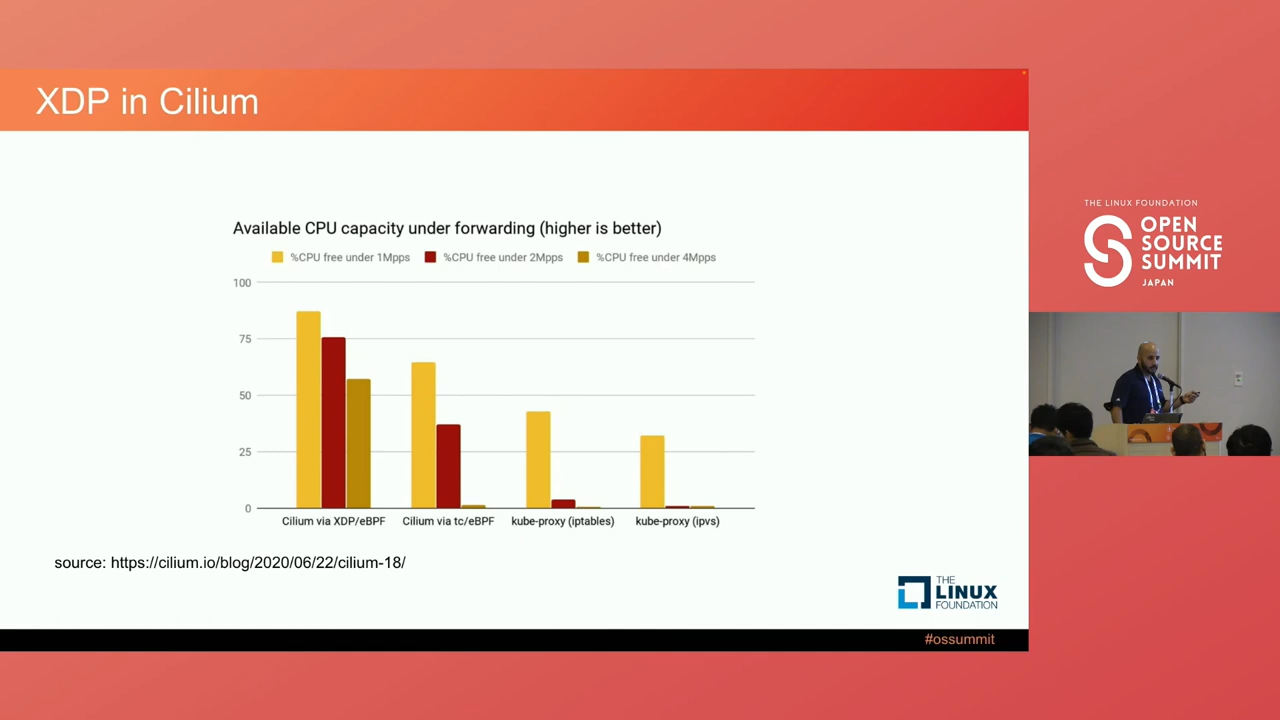 XDP in Cilium
Available CPU capacity under forwarding (higher is better)
%CPU free under 1Mpps %CPU free under 2Mpps %CPU free under 4Mpps
100
75
50
25
0
Cilium via XDP/eBPF Cilium via tc/eBPF kube-proxy (iptables) kube-proxy (ipvs)
source: https://cilium.io/blog/2020/06/22/cilium-18/
THE
LINUX
FOUNDATION
#ossummit
THE LINUX FOUNDATION
OPEN
SOURCE
SUMMIT
JAPAN